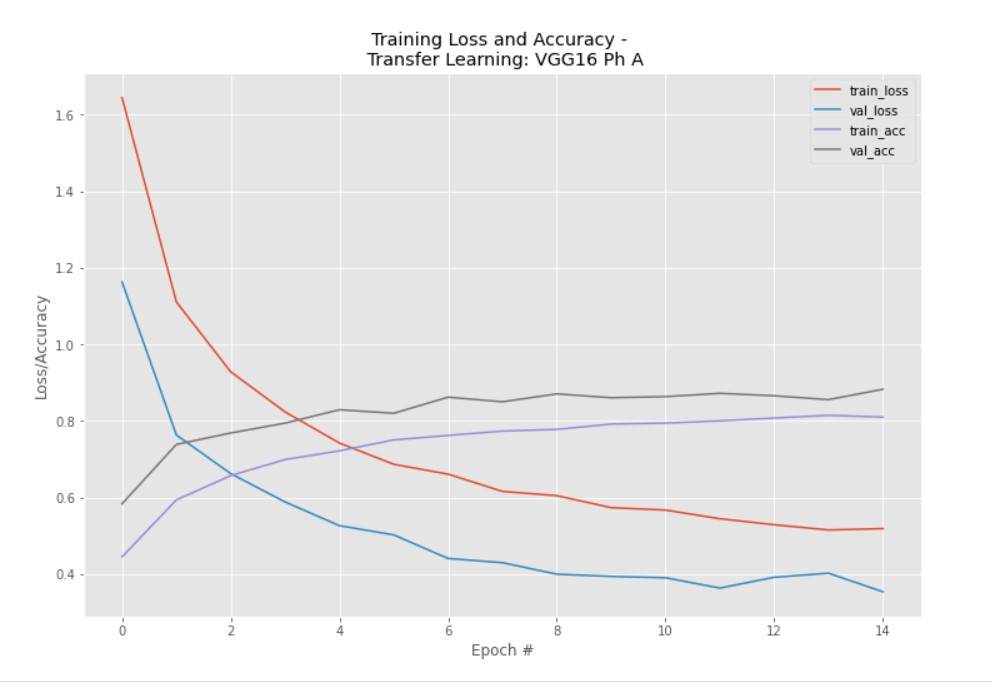 Training Loss and Accuracy -
Transfer Learning: VGG16 Ph A
train_loss
val_loss
train_acc
val_acc
1.6
1.4
1.2
1.0
0.8
0.6
0.4
Loss/Accuracy
0 2 4 6 8 10 12 14
Epoch #